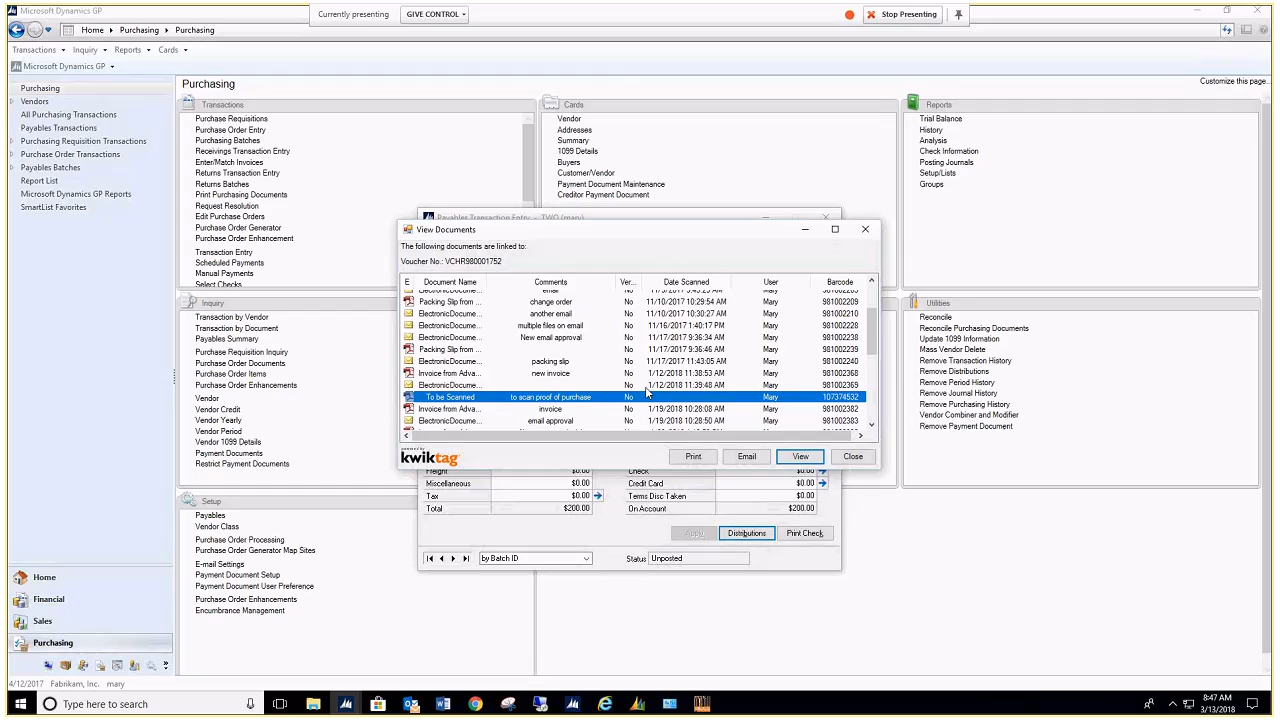 Microsoft Dynamics GP
Currently presenting
GIVE CONTROL
Stop Presenting
Home
Purchasing
Purchasing
Transactions
Inquiry
Reports
Cards
Microsoft Dynamics GP
Customize this page...
Purchasing
Vendors
All Purchasing Transactions
Payables Transactions
Purchasing Requisition Transactions
Purchase Order Transactions
Payables Batches
Report List
Microsoft Dynamics GP Reports
SmartList Favorites
Home
Financial
Sales
Purchasing
Purchasing
Transactions
Purchase Requisitions
Purchase Order Entry
Purchasing Batches
Receivings Transaction Entry
Enter/Match Invoices
Returns Transaction Entry
Returns Batches
Print Purchasing Documents
Request Resolution
Edit Purchase Orders
Purchase Order Generator
Purchase Order Enhancements
Transaction Entry
Scheduled Payments
Manual Payments
Select Checks
Cards
Vendor
Addresses
Summary
1099 Details
Buyers
Customer/Vendor
Payment Document Maintenance
Creditor Payment Document
Reports
Trial Balance
History
Analysis
Check Information
Posting Journals
Setup/Lists
Groups
Inquiry
Transaction by Vendor
Transaction by Document
Payables Summary
Purchase Requisition Inquiry
Purchase Order Documents
Purchase Order Items
Purchase Order Enhancements
Vendor
Vendor Credit
Vendor Yearly
Vendor Period
Vendor 1099 Details
Payment Documents
Restrict Payment Documents
Utilities
Reconcile
Reconcile Purchasing Documents
Update 1099 Information
Mass Vendor Delete
Remove Transaction History
Remove Distributions
Remove Period History
Remove Journal History
Remove Purchasing History
Vendor Combiner and Modifier
Remove Payment Document
Setup
Payables
Vendor Class
Purchase Order Processing
Purchase Order Generator Map Sites
E-mail Settings
Payment Document Setup
Payment Document User Preference
Purchase Order Enhancements
Encumbrance Management
Payables Transaction Entry - TWO (mary)
View Documents
The following documents are linked to:
Voucher No.: VCHR980001752
E Document Name Comments Ver... Date Scanned User Barcode
ElectronicDocume... email No Mary
Packing Slip from ... change order No 11/10/2017 10:29:54 AM Mary 981002209
ElectronicDocume... another email No 11/10/2017 10:30:27 AM Mary 981002210
ElectronicDocume... multiple files on email No 11/16/2017 1:40:17 PM Mary 981002228
ElectronicDocume... New email approval No 11/17/2017 9:36:34 AM Mary 981002238
Packing Slip from ... No 11/17/2017 9:36:46 AM Mary 981002239
ElectronicDocume... packing slip No 11/17/2017 11:43:05 AM Mary 981002240
Invoice from Adva... new invoice No 1/12/2018 11:38:53 AM Mary 981002368
ElectronicDocume... No 1/12/2018 11:39:48 AM Mary 981002369
To be Scanned to scan proof of purchase No Mary 107374532
Invoice from Adva... invoice No 1/19/2018 10:28:08 AM Mary 981002382
ElectronicDocume... email approval No 1/19/2018 10:28:50 AM Mary 981002383
kwiktag
Print
Email
View
Close
Freight $0.00 Check $0.00
Miscellaneous $0.00 Credit Card $0.00
Tax $0.00 Terms Disc Taken $0.00
Total $200.00 On Account $200.00
Apply
Distributions
Print Check
by Batch ID
Status
Unposted
4/12/2017 Fabrikam, Inc. mary
Type here to search
8:47 AM
3/13/2018